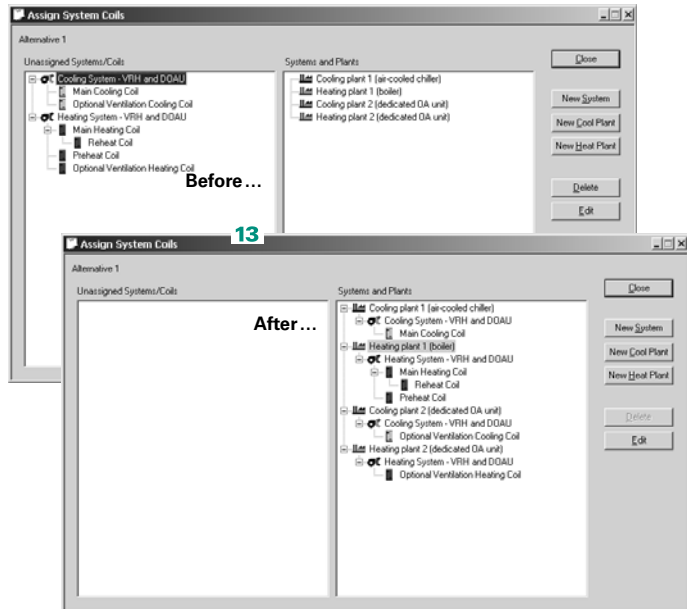 Assign System Coils
Alternative 1
Unassigned Systems/Coils
Cooling System - VRH and DOAU
Main Cooling Coil
Optional Ventilation Cooling Coil
Heating System - VRH and DOAU
Main Heating Coil
Reheat Coil
Preheat Coil
Optional Ventilation Heating Coil
Before...
Systems and Plants
Cooling plant 1 (air-cooled chiller)
Heating plant 1 (boiler)
Cooling plant 2 (dedicated OA unit)
Heating plant 2 (dedicated OA unit)
Close
New System
New Cool Plant
New Heat Plant
Delete
Edit
13
Assign System Coils
Alternative 1
Unassigned Systems/Coils
After...
Systems and Plants
Cooling plant 1 (air-cooled chiller)
Cooling System - VRH and DOAU
Main Cooling Coil
Heating plant 1 (boiler)
Heating System - VRH and DOAU
Main Heating Coil
Reheat Coil
Preheat Coil
Cooling plant 2 (dedicated OA unit)
Cooling System - VRH and DOAU
Optional Ventilation Cooling Coil
Heating plant 2 (dedicated OA unit)
Heating System - VRH and DOAU
Optional Ventilation Heating Coil
Close
New System
New Cool Plant
New Heat Plant
Delete
Edit